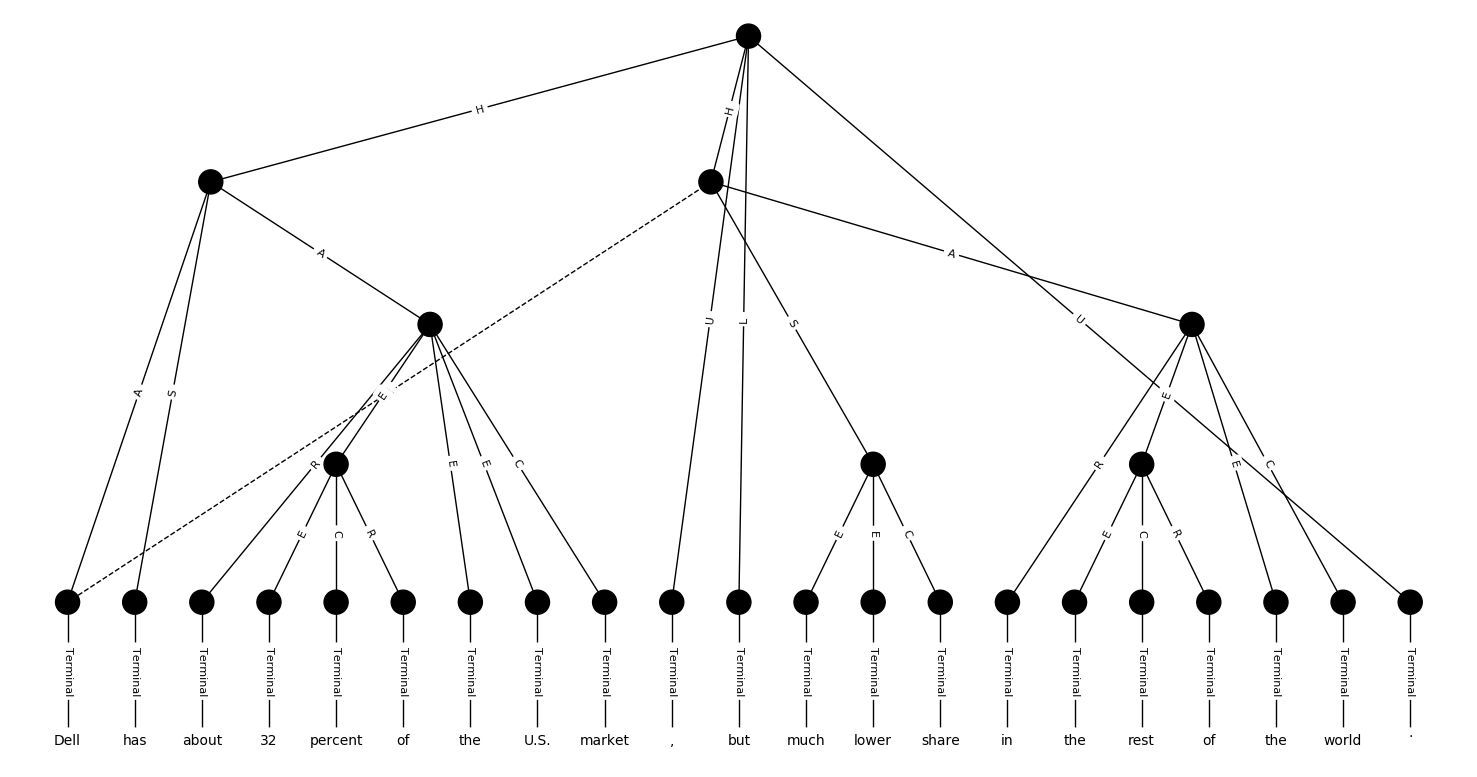 H
H
A
A
U
L
S
U
A
S
E
E
R
E
E
C
R
E
C
E
C
R
E
E
C
E
C
R
Terminal Terminal Terminal Terminal Terminal Terminal Terminal Terminal Terminal Terminal Terminal Terminal Terminal Terminal Terminal Terminal Terminal Terminal Terminal Terminal Terminal
Dell has about 32 percent of the U.S. market , but much lower share in the rest of the world .